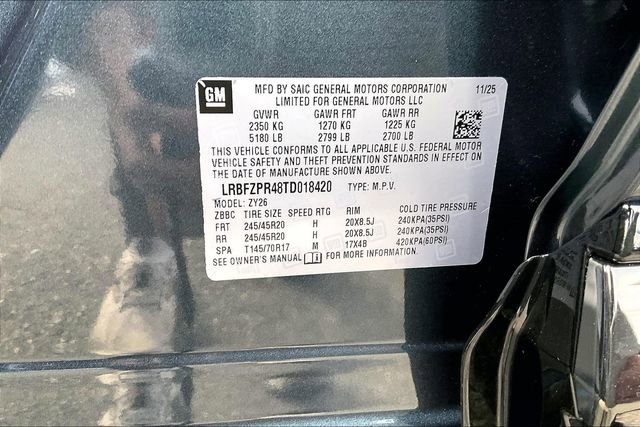 GM
MFD BY SAIC GENERAL MOTORS CORPORATION 11/25
LIMITED FOR GENERAL MOTORS LLC
GVWR GAWR FRT GAWR RR
2350 KG 1270 KG 1225 KG
5180 LB 2799 LB 2700 LB
THIS VEHICLE CONFORMS TO ALL APPLICABLE U.S. FEDERAL MOTOR
VEHICLE SAFETY AND THEFT PREVENTION STANDARDS IN EFFECT ON
THE DATE OF MANUFACTURE SHOWN ABOVE.
LRBFZPR48TD018420 TYPE: M.P.V.
MODEL: ZY26
ZBBC TIRE SIZE SPEED RTG RIM COLD TIRE PRESSURE
FRT 245/45R20 H 20X8.5J 240KPA(35PSI)
RR 245/45R20 H 20X8.5J 240KPA(35PSI)
SPA T145/70R17 M 17X4B 420KPA(60PSI)
SEE OWNER'S MANUAL i FOR ADDITIONAL INFORMATION.